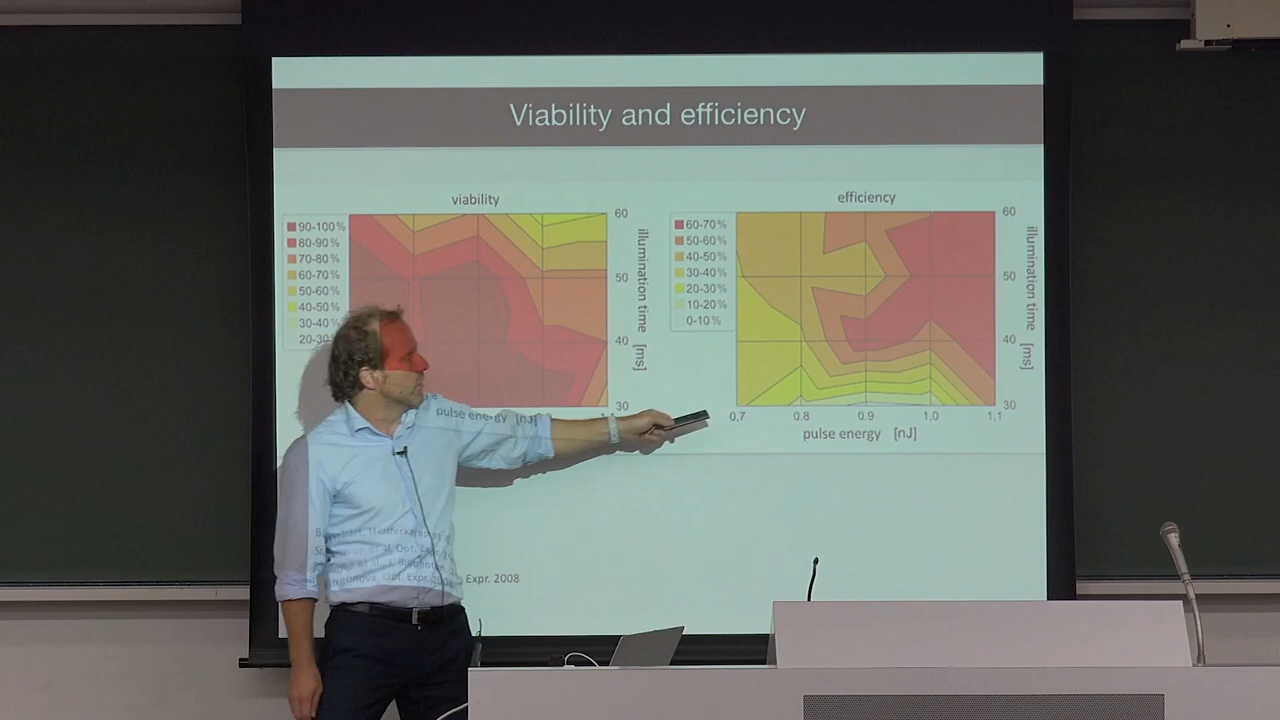 Viability and efficiency
viability
90-100%
80-90%
70-80%
60-70%
50-60%
40-50%
30-40%
20-30
60
50
40
30
illumination time [ms]
pulse energy [nJ]
efficiency
60-70%
50-60%
40-50%
30-40%
20-30%
10-20%
0-10%
60
50
40
30
illumination time [ms]
0,7 0,8 0,9 1,0 1,1
pulse energy [nJ]
Expr. 2008